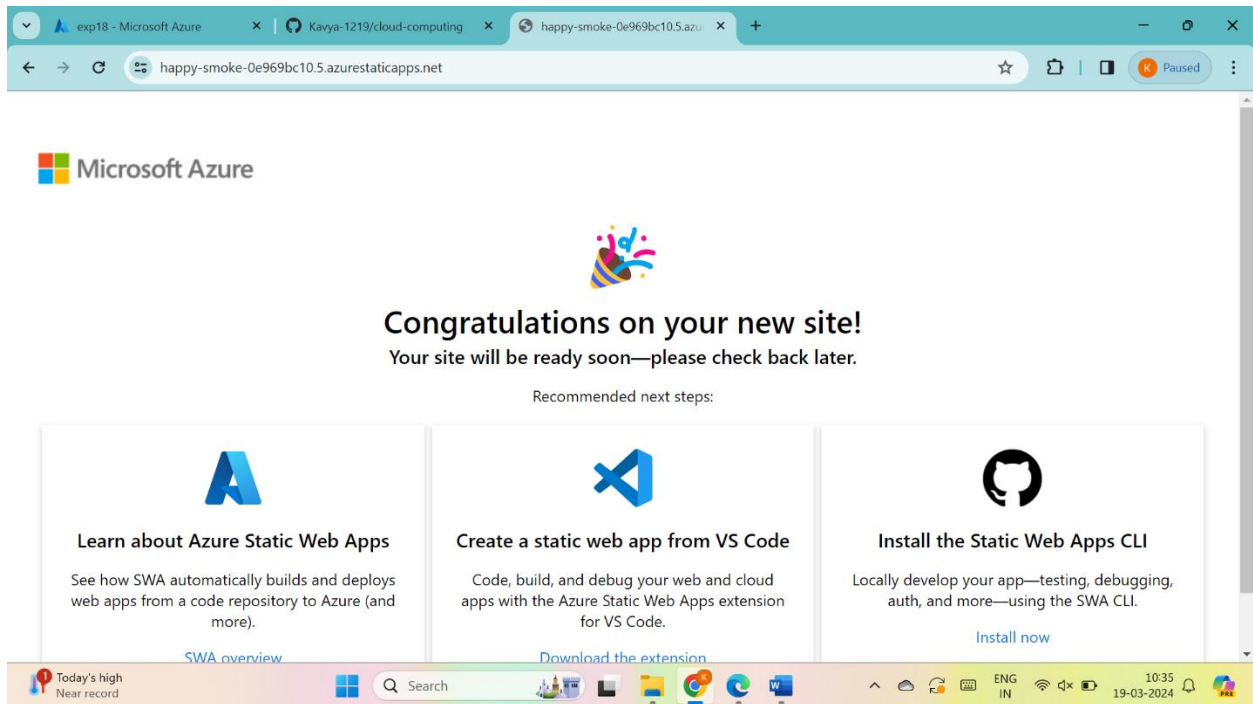 exp18 - Microsoft Azure
Kavya-1219/cloud-computing
happy-smoke-0e969bc10.5.azu
happy-smoke-0e969bc10.5.azurestaticapps.net
K
Paused
Microsoft Azure
Congratulations on your new site!
Your site will be ready soon—please check back later.
Recommended next steps:
Learn about Azure Static Web Apps
See how SWA automatically builds and deploys
web apps from a code repository to Azure (and
more).
SWA overview
Create a static web app from VS Code
Code, build, and debug your web and cloud
apps with the Azure Static Web Apps extension
for VS Code.
Download the extension
Install the Static Web Apps CLI
Locally develop your app—testing, debugging,
auth, and more—using the SWA CLI.
Install now
1
Today's high
Near record
Search
ENG
IN
10:35
19-03-2024
PRE